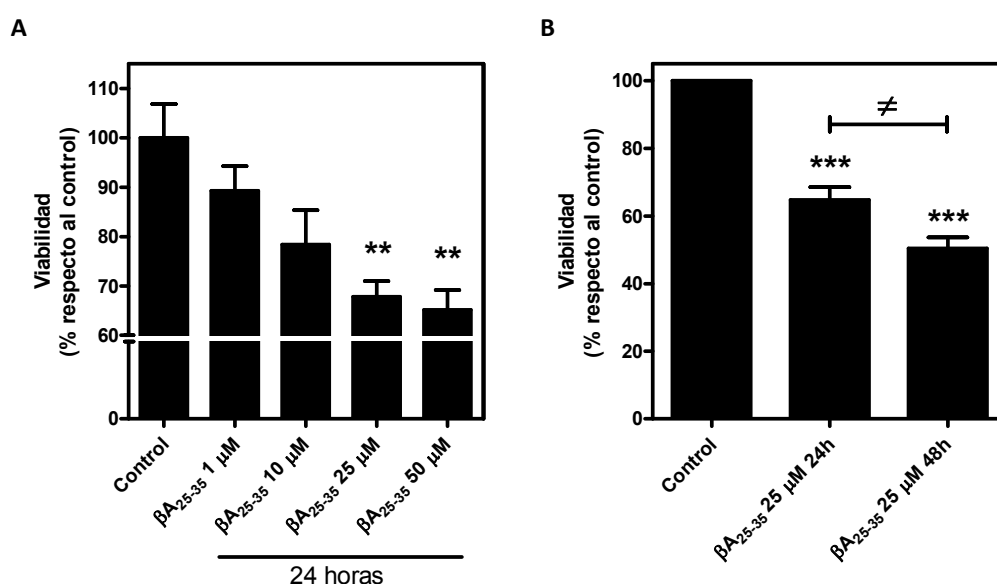 A
Viabilidad
(% respecto al control)
110
100
90
80
70
60
0
**
**
Control
βA25-35 1 µM
βA25-35 10 µM
βA25-35 25 µM
βA25-35 50 µM
24 horas
B
Viabilidad
(% respecto al control)
100
80
60
40
20
0
≠
***
***
Control
βA25-35 25 µM 24h
βA25-35 25 µM 48h